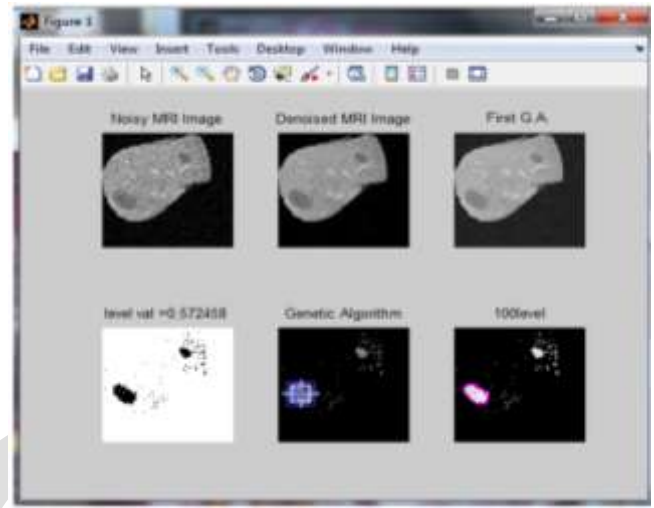 Figure 1
File Edit View Insert Tools Desktop Window Help
Noisy MRI Image Denoised MRI Image First G.A.
level val =0.572458 Genetic Algorithm 100level